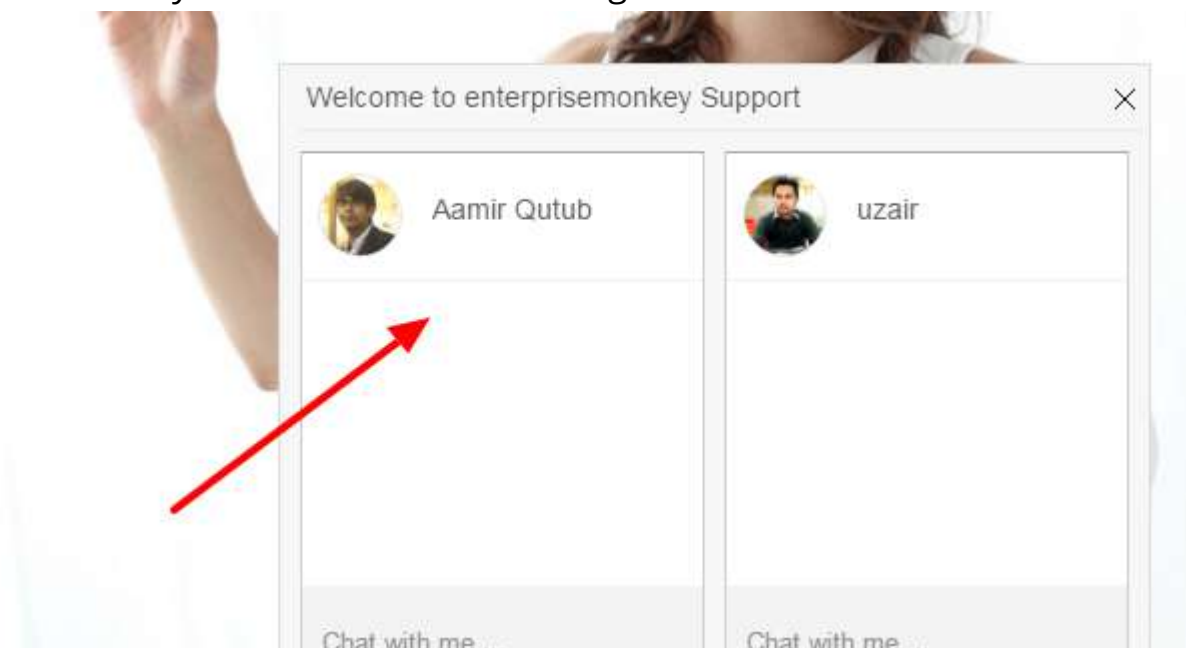 Welcome to enterprisemonkey Support
Aamir Qutub
uzair
Chat with me...
Chat with me...